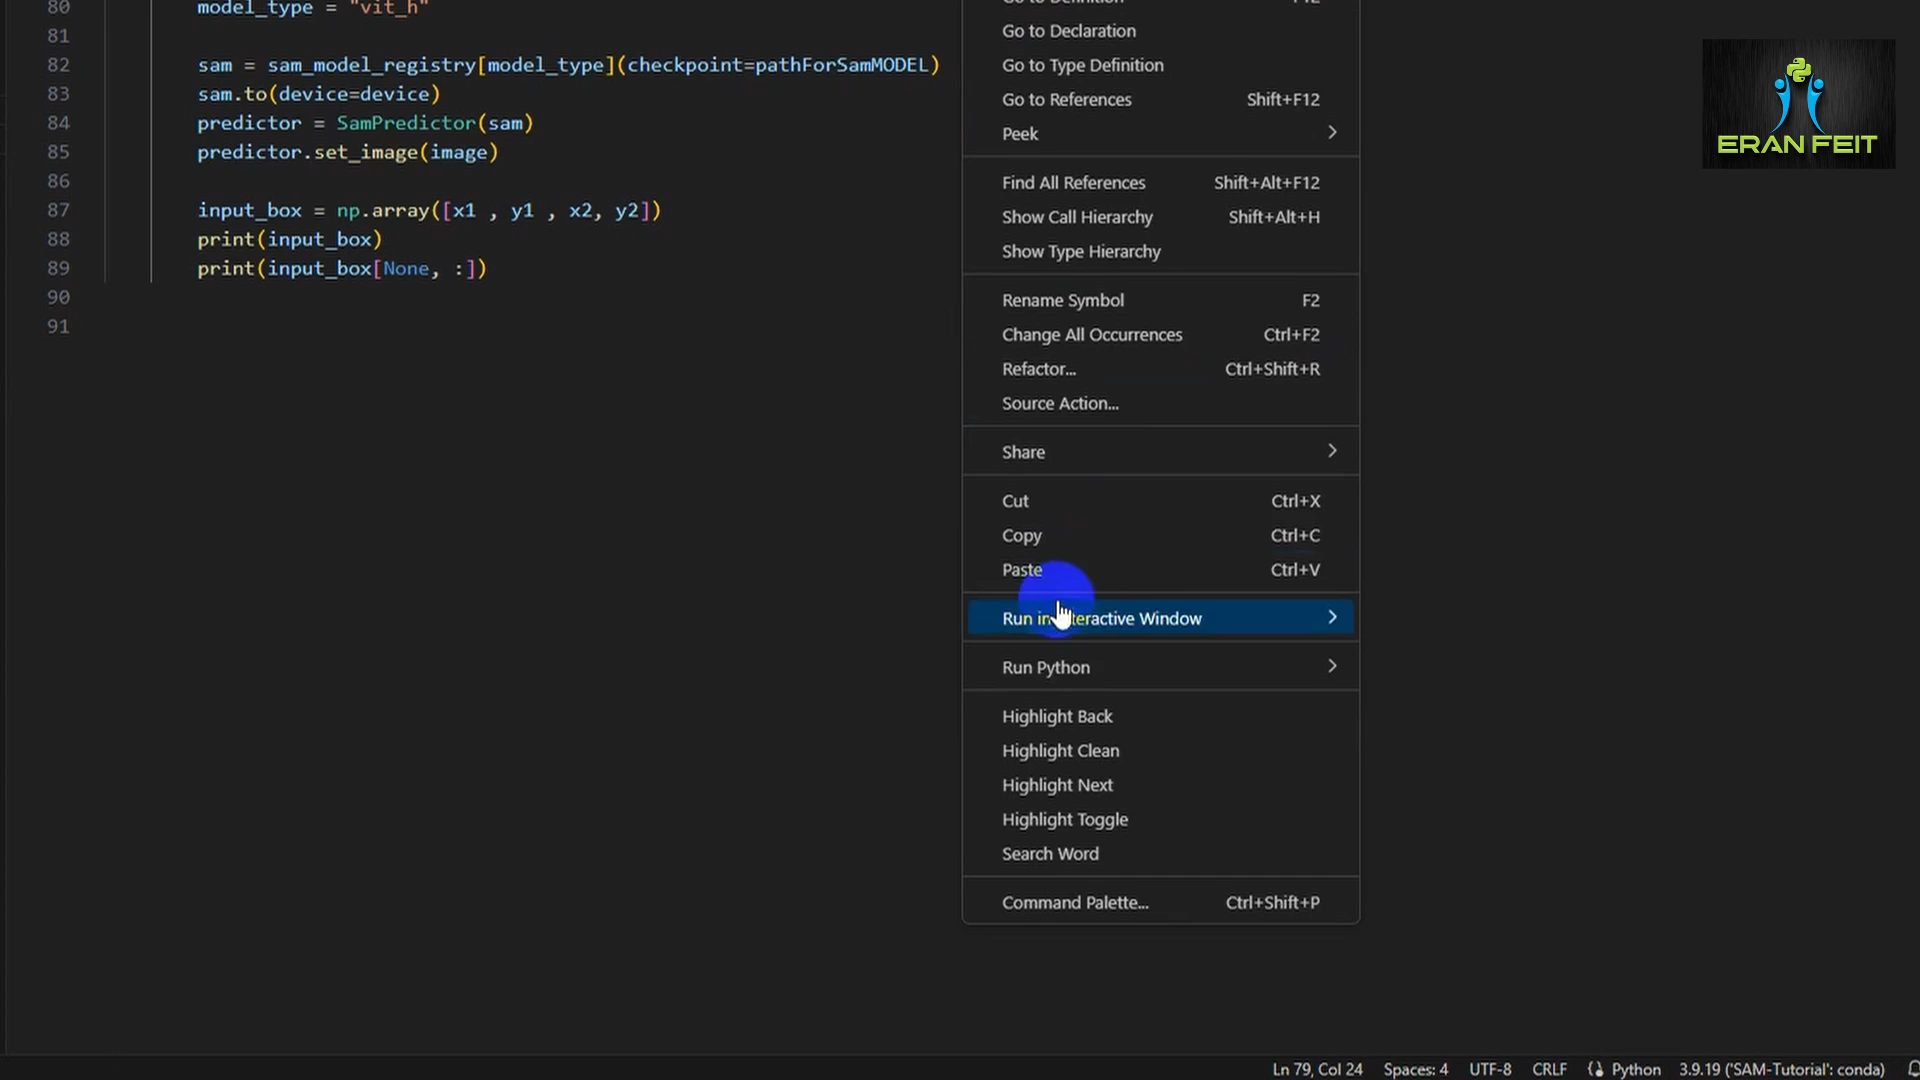 80 model_type = "vit_h"
81
82 sam = sam_model_registry[model_type](checkpoint=pathForSamMODEL)
83 sam.to(device=device)
84 predictor = SamPredictor(sam)
85 predictor.set_image(image)
86
87 input_box = np.array([x1 , y1 , x2, y2])
88 print(input_box)
89 print(input_box[None, :])
90
91
Go to Definition F12
Go to Declaration
Go to Type Definition
Go to References Shift+F12
Peek
Find All References Shift+Alt+F12
Show Call Hierarchy Shift+Alt+H
Show Type Hierarchy
Rename Symbol F2
Change All Occurrences Ctrl+F2
Refactor... Ctrl+Shift+R
Source Action...
Share
Cut Ctrl+X
Copy Ctrl+C
Paste Ctrl+V
Run in Interactive Window
Run Python
Highlight Back
Highlight Clean
Highlight Next
Highlight Toggle
Search Word
Command Palette... Ctrl+Shift+P
ERAN FEIT
Ln 79, Col 24 Spaces: 4 UTF-8 CRLF Python 3.9.19 ('SAM-Tutorial': conda)